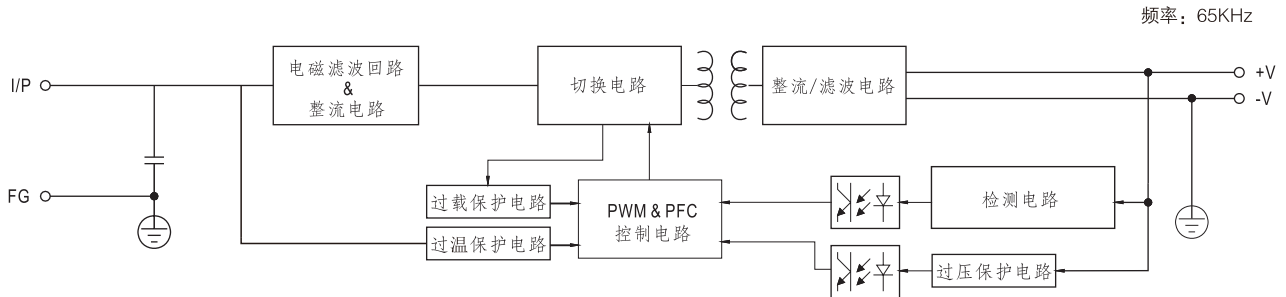 频率：65KHz
I/P
电磁滤波回路
&
整流电路
切换电路
整流/滤波电路
+V
-V
FG
过载保护电路
PWM & PFC
控制电路
检测电路
过温保护电路
过压保护电路